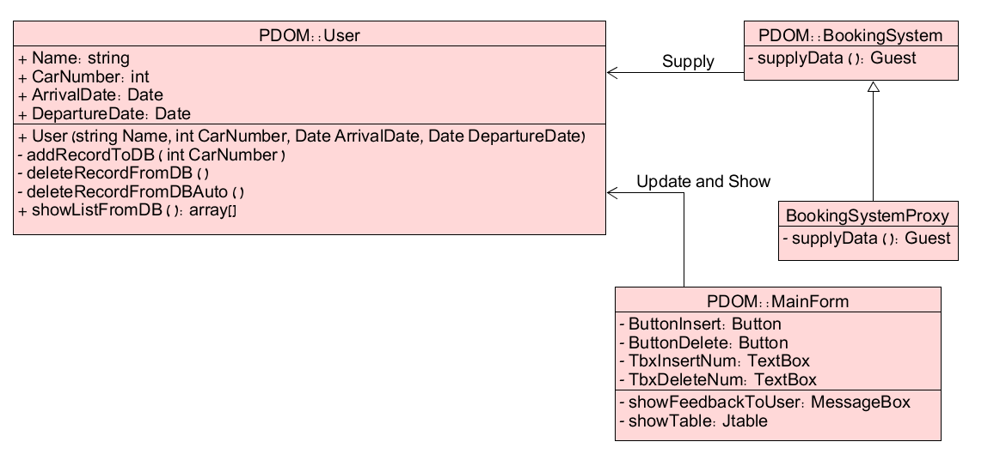 PDOM::User
+ Name: string
+ CarNumber: int
+ ArrivalDate: Date
+ DepartureDate: Date
+ User (string Name, int CarNumber, Date ArrivalDate, Date DepartureDate)
- addRecordToDB ( int CarNumber )
- deleteRecordFromDB ()
- deleteRecordFromDBAuto ()
+ showListFromDB (): array[]
Supply
PDOM::BookingSystem
- supplyData (): Guest
Update and Show
BookingSystemProxy
- supplyData (): Guest
PDOM::MainForm
- ButtonInsert: Button
- ButtonDelete: Button
- TbxInsertNum: TextBox
- TbxDeleteNum: TextBox
- showFeedbackToUser: MessageBox
- showTable: Jtable